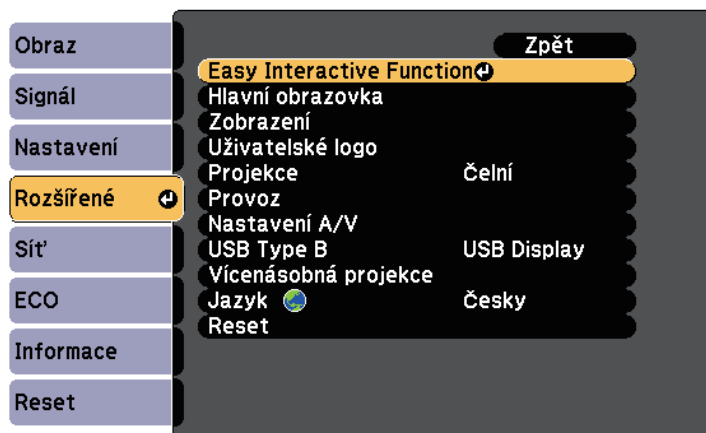 Obraz
Signál
Nastavení
Rozšířené
Síť
ECO
Informace
Reset
Zpět
Easy Interactive Function
Hlavní obrazovka
Zobrazení
Uživatelské logo
Projekce Čelní
Provoz
Nastavení A/V
USB Type B USB Display
Vícenásobná projekce
Jazyk Česky
Reset